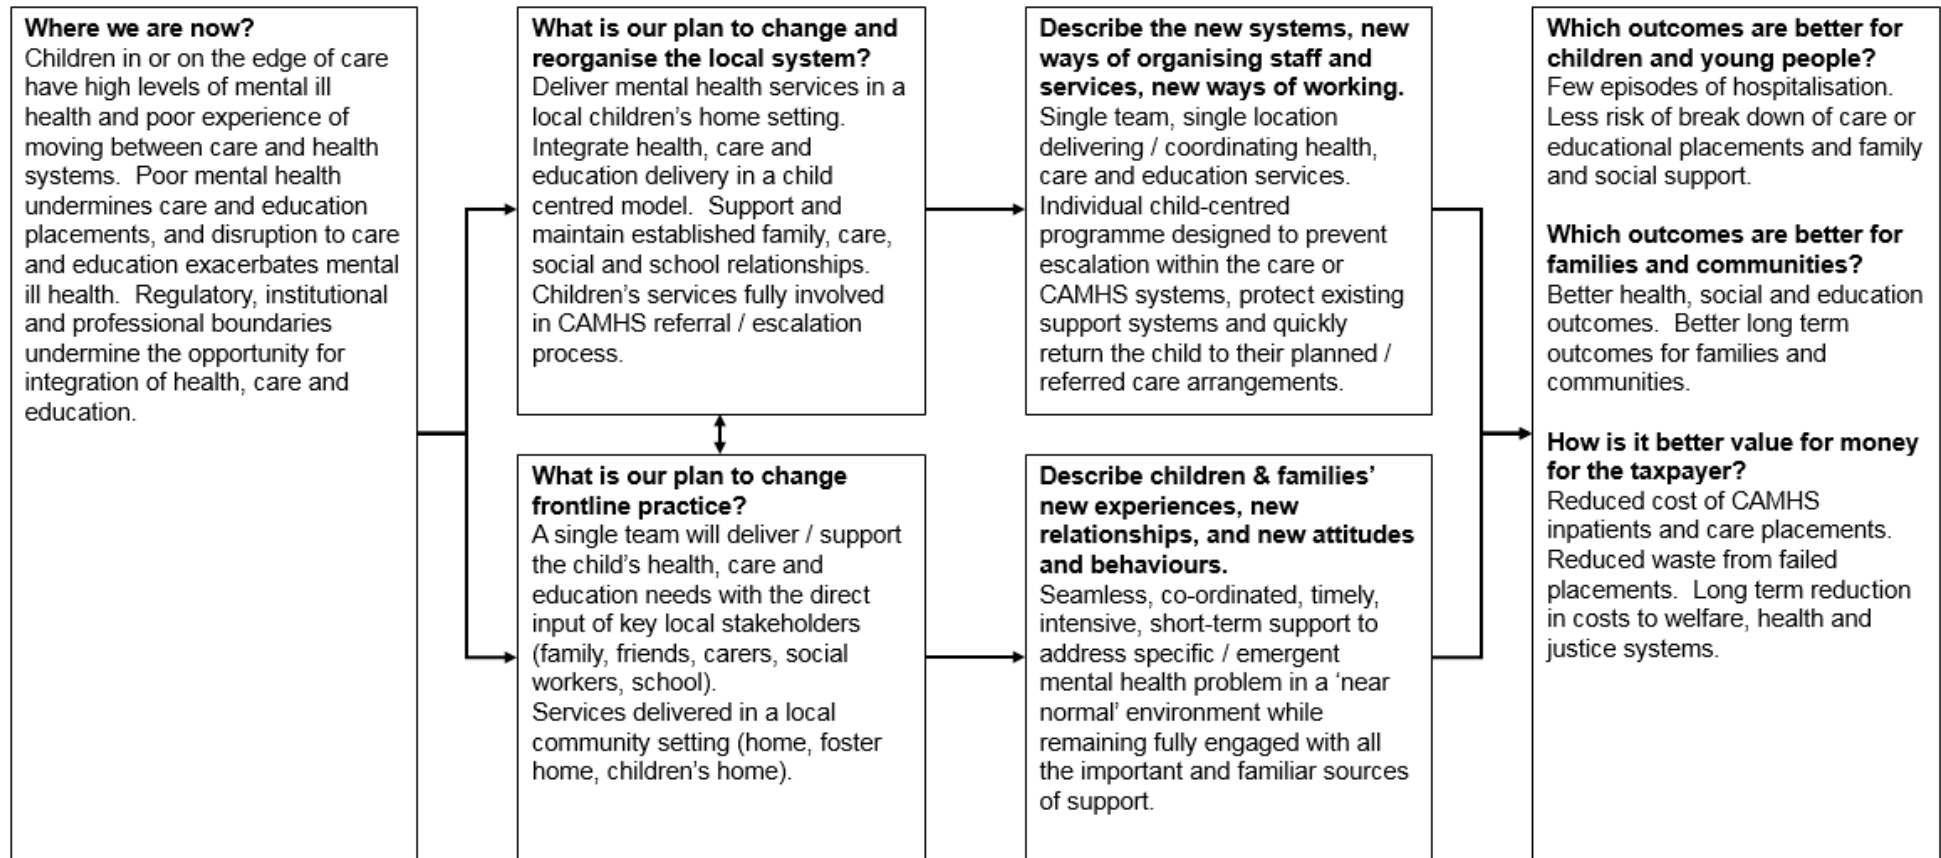 Where we are now?
Children in or on the edge of care
have high levels of mental ill
health and poor experience of
moving between care and health
systems.  Poor mental health
undermines care and education
placements, and disruption to care
and education exacerbates mental
ill health.  Regulatory, institutional
and professional boundaries
undermine the opportunity for
integration of health, care and
education.
What is our plan to change and
reorganise the local system?
Deliver mental health services in a
local children’s home setting.
Integrate health, care and
education delivery in a child
centred model.  Support and
maintain established family, care,
social and school relationships.
Children’s services fully involved
in CAMHS referral / escalation
process.
What is our plan to change
frontline practice?
A single team will deliver / support
the child’s health, care and
education needs with the direct
input of key local stakeholders
(family, friends, carers, social
workers, school).
Services delivered in a local
community setting (home, foster
home, children’s home).
Describe the new systems, new
ways of organising staff and
services, new ways of working.
Single team, single location
delivering / coordinating health,
care and education services.
Individual child-centred
programme designed to prevent
escalation within the care or
CAMHS systems, protect existing
support systems and quickly
return the child to their planned /
referred care arrangements.
Describe children & families’
new experiences, new
relationships, and new attitudes
and behaviours.
Seamless, co-ordinated, timely,
intensive, short-term support to
address specific / emergent
mental health problem in a ‘near
normal’ environment while
remaining fully engaged with all
the important and familiar sources
of support.
Which outcomes are better for
children and young people?
Few episodes of hospitalisation.
Less risk of break down of care or
educational placements and family
and social support.
Which outcomes are better for
families and communities?
Better health, social and education
outcomes.  Better long term
outcomes for families and
communities.
How is it better value for money
for the taxpayer?
Reduced cost of CAMHS
inpatients and care placements.
Reduced waste from failed
placements.  Long term reduction
in costs to welfare, health and
justice systems.